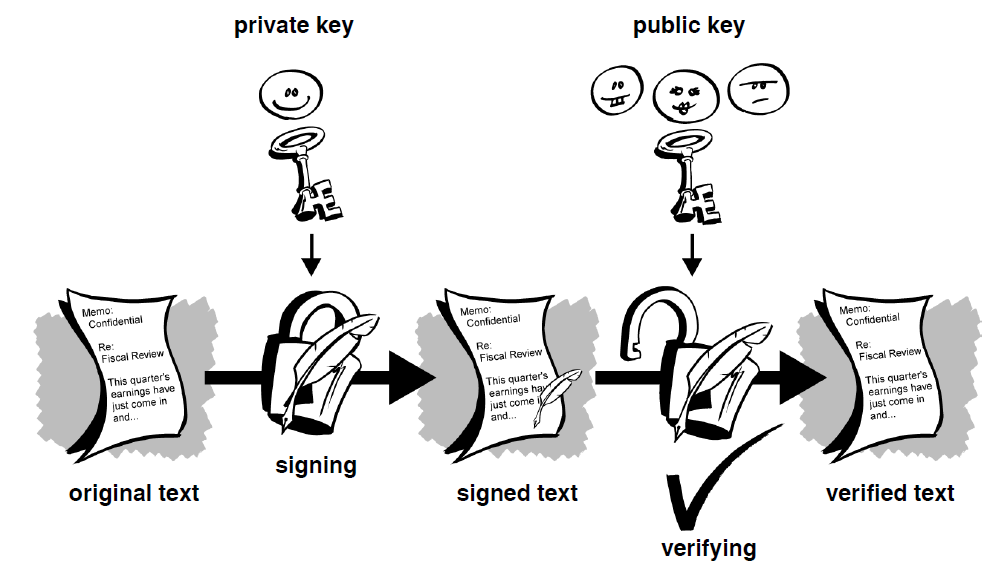 private key
public key
Memo:
Confidential
Re:
Fiscal Review
This quarter's
earnings have
just come in
and...
Memo:
Confidential
Re:
Fiscal Review
This quarter's
earnings hav
just come i
and...
Memo:
Confidential
Re:
Fiscal Review
This quarter's
earnings have
just come in
and...
signing
original text
signed text
verified text
verifying